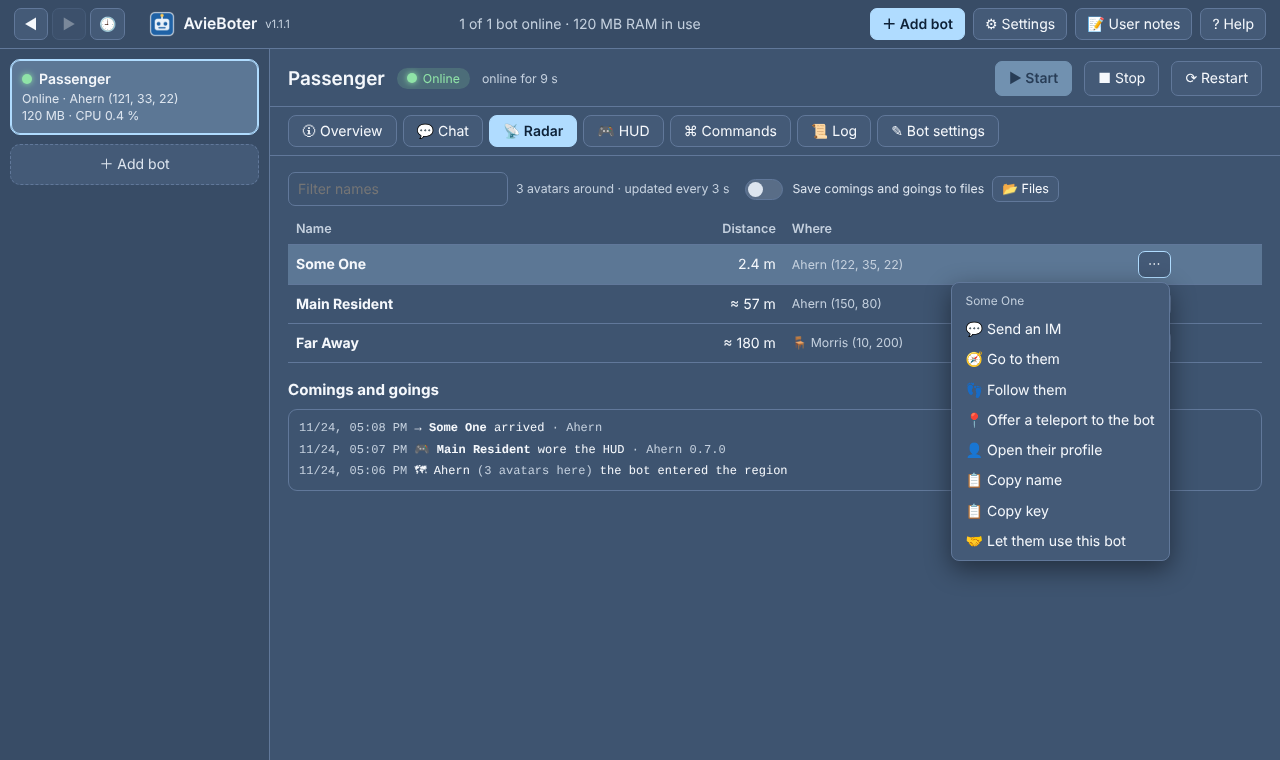 AvieBoter v1.1.1
1 of 1 bot online · 120 MB RAM in use
+ Add bot
⚙ Settings
📝 User notes
? Help
Passenger
Online · Ahern (121, 33, 22)
120 MB · CPU 0.4 %
+ Add bot
Passenger
Online
online for 9 s
▶ Start
■ Stop
⟳ Restart
Overview
💬 Chat
📡 Radar
🎮 HUD
⌘ Commands
📜 Log
✎ Bot settings
Filter names
3 avatars around · updated every 3 s
Save comings and goings to files
📂 Files
Name Distance Where
Some One 2.4 m Ahern (122, 35, 22) ⋯
Main Resident ≈ 57 m Ahern (150, 80)
Far Away ≈ 180 m 🪑 Morris (10, 200)
Some One
💬 Send an IM
🧭 Go to them
👣 Follow them
📍 Offer a teleport to the bot
👤 Open their profile
📋 Copy name
📋 Copy key
🤝 Let them use this bot
Comings and goings
11/24, 05:08 PM → Some One arrived · Ahern
11/24, 05:07 PM 🎮 Main Resident wore the HUD · Ahern 0.7.0
11/24, 05:06 PM 🗺 Ahern (3 avatars here) the bot entered the region